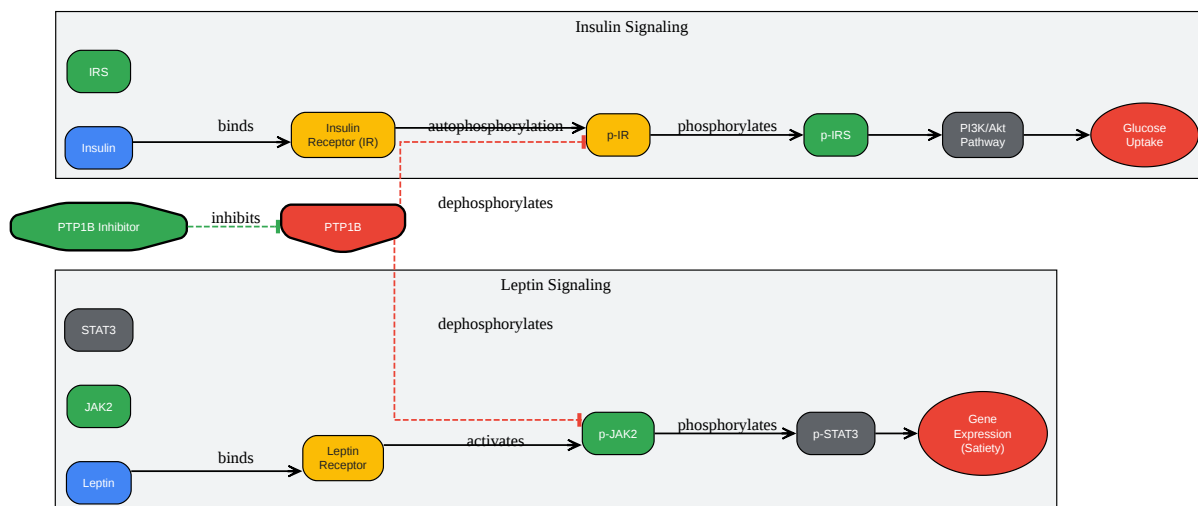 Insulin Signaling
IRS
Insulin
binds
Insulin
Receptor (IR)
autophosphorylation
p-IR
phosphorylates
p-IRS
PI3K/Akt
Pathway
Glucose
Uptake
dephosphorylates
PTP1B Inhibitor
inhibits
PTP1B
Leptin Signaling
dephosphorylates
STAT3
JAK2
Leptin
binds
Leptin
Receptor
activates
p-JAK2
phosphorylates
p-STAT3
Gene
Expression
(Satiety)